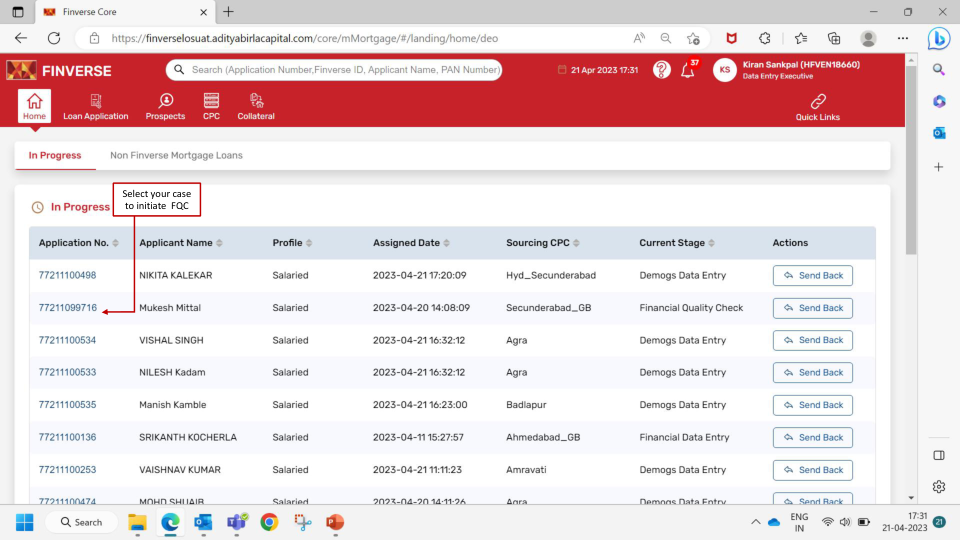 Finverse Core
https://finverselosuat.adityabirlacapital.com/core/mMortgage/#/landing/home/deo
FINVERSE
Search (Application Number,Finverse ID, Applicant Name, PAN Number)
21 Apr 2023 17:31
37
KS
Kiran Sankpal (HFVEN18660)
Data Entry Executive
Home
Loan Application
Prospects
CPC
Collateral
Quick Links
In Progress
Non Finverse Mortgage Loans
Select your case
to initiate FQC
In Progress
Application No.
Applicant Name
Profile
Assigned Date
Sourcing CPC
Current Stage
Actions
77211100498 NIKITA KALEKAR Salaried 2023-04-21 17:20:09 Hyd_Secunderabad Demogs Data Entry Send Back
77211099716 Mukesh Mittal Salaried 2023-04-20 14:08:09 Secunderabad_GB Financial Quality Check Send Back
77211100534 VISHAL SINGH Salaried 2023-04-21 16:32:12 Agra Demogs Data Entry Send Back
77211100533 NILESH Kadam Salaried 2023-04-21 16:32:12 Agra Demogs Data Entry Send Back
77211100535 Manish Kamble Salaried 2023-04-21 16:23:00 Badlapur Demogs Data Entry Send Back
77211100136 SRIKANTH KOCHERLA Salaried 2023-04-11 15:27:57 Ahmedabad_GB Financial Data Entry Send Back
77211100253 VAISHNAV KUMAR Salaried 2023-04-21 11:11:23 Amravati Demogs Data Entry Send Back
77211100474 MOHD SHUAIB Salaried 2023-04-20 14:11:26 Agra Demogs Data Entry Send Back
Search
ENG
IN
17:31
21-04-2023
21